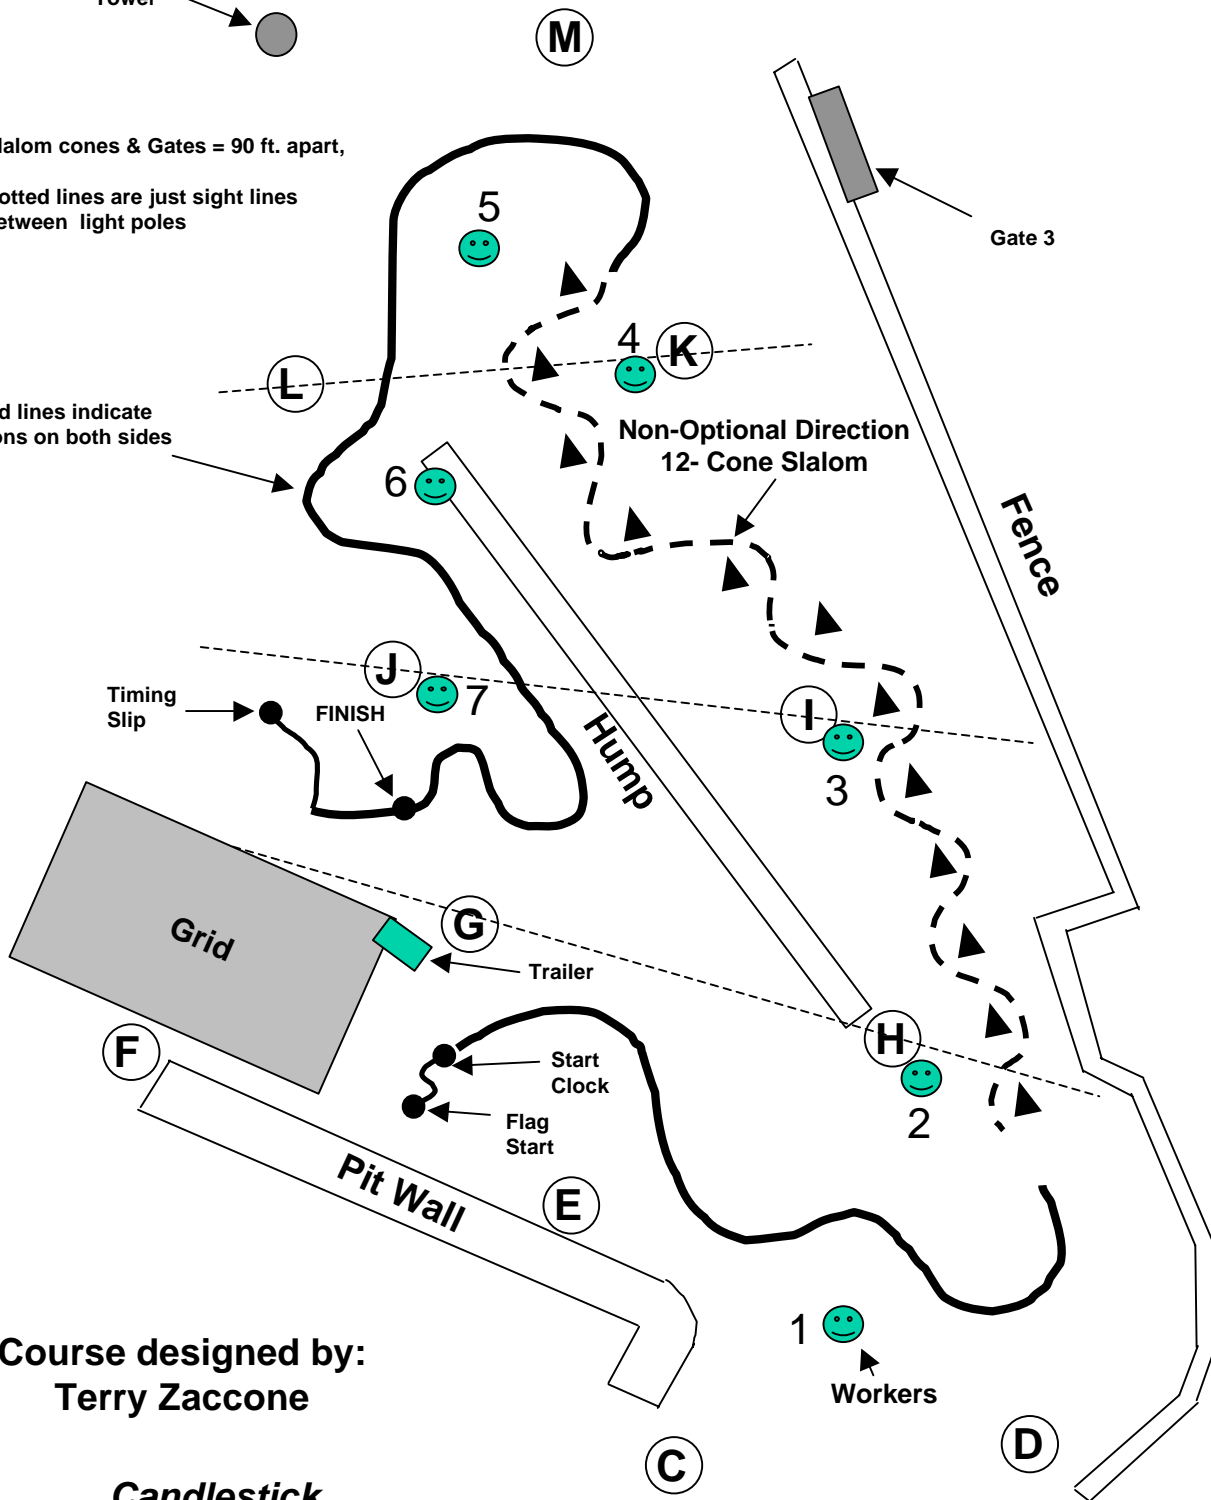 Tower
M
lalom cones & Gates = 90 ft. apart,
otted lines are just sight lines
etween light poles
5
Gate 3
4
K
L
d lines indicate
ons on both sides
Non-Optional Direction
12- Cone Slalom
6
Fence
J
7
Timing
Slip
FINISH
I
3
Hump
Grid
G
Trailer
H
2
F
Start
Clock
Flag
Start
Pit Wall
E
1
Workers
Course designed by:
Terry Zaccone
D
C
Candlestick